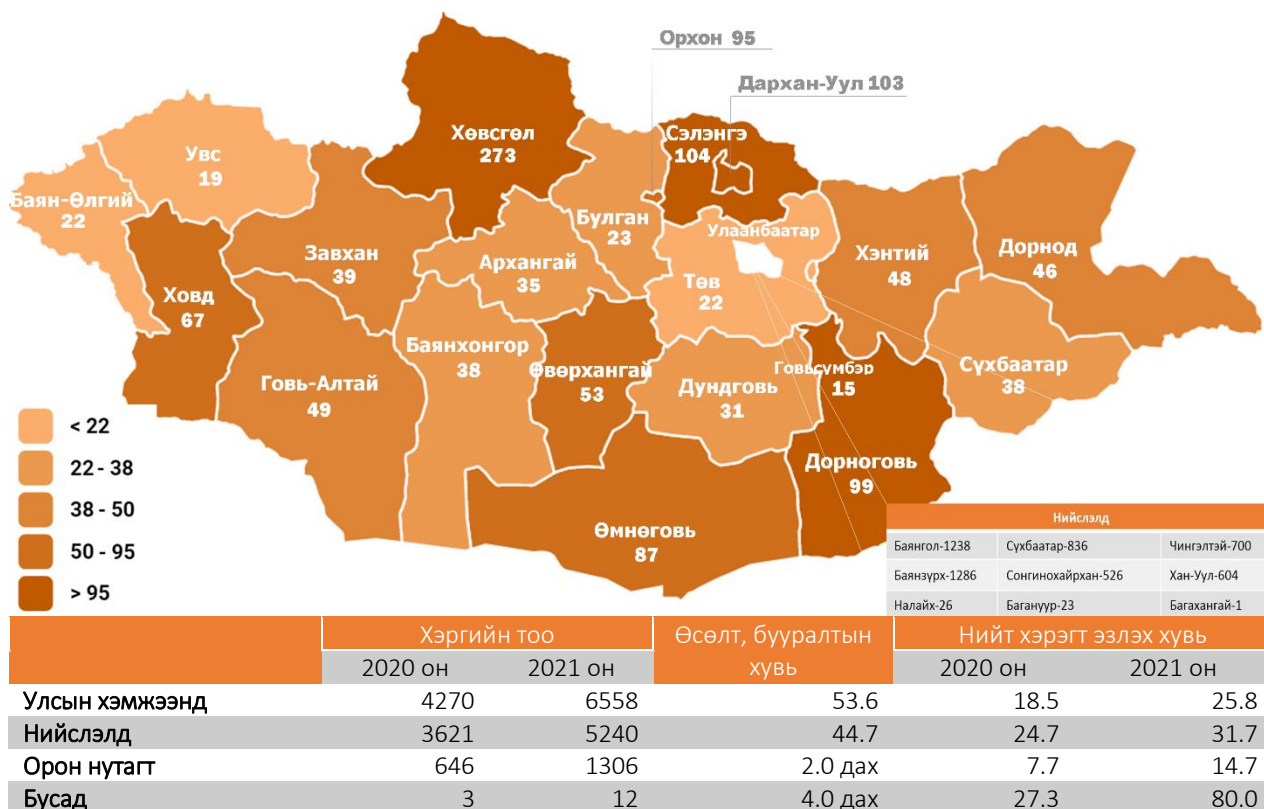 Орхон 95
Дархан-Уул 103
Хөвсгөл
273
Сэлэнгэ
104
Увс
19
Баян-Өлгий
22
Булган
23
Улаанбаатар
Завхан
39
Архангай
35
Хэнтий
48
Дорнод
46
Ховд
67
Төв
22
Баянхонгор
38
Өвөрхангай
53
Говь-Алтай
49
Дундговь
31
Говьсүмбэр
15
Сүхбаатар
38
Дорноговь
99
Өмнөговь
87
< 22
22 - 38
38 - 50
50 - 95
> 95
Нийслэлд
Баянгол-1238 Сүхбаатар-836 Чингэлтэй-700
Баянзүрх-1286 Сонгинохайрхан-526 Хан-Уул-604
Налайх-26 Багануур-23 Багахангай-1
Хэргийн тоо Өсөлт, бууралтын хувь Нийт хэрэгт эзлэх хувь
2020 он 2021 он 2020 он 2021 он
Улсын хэмжээнд 4270 6558 53.6 18.5 25.8
Нийслэлд 3621 5240 44.7 24.7 31.7
Орон нутагт 646 1306 2.0 дах 7.7 14.7
Бусад 3 12 4.0 дах 27.3 80.0